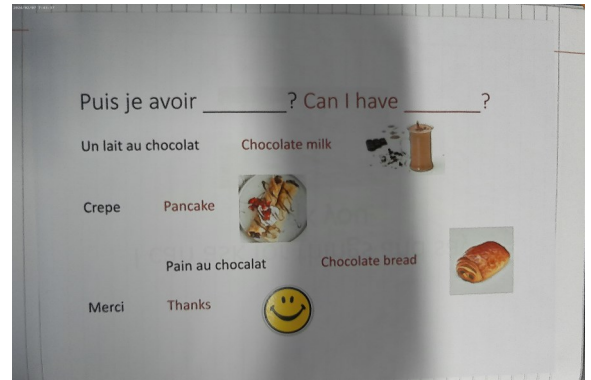 Puis je avoir _______? Can I have _______?
Un lait au chocolat Chocolate milk
Crepe Pancake
Pain au chocalat Chocolate bread
Merci Thanks